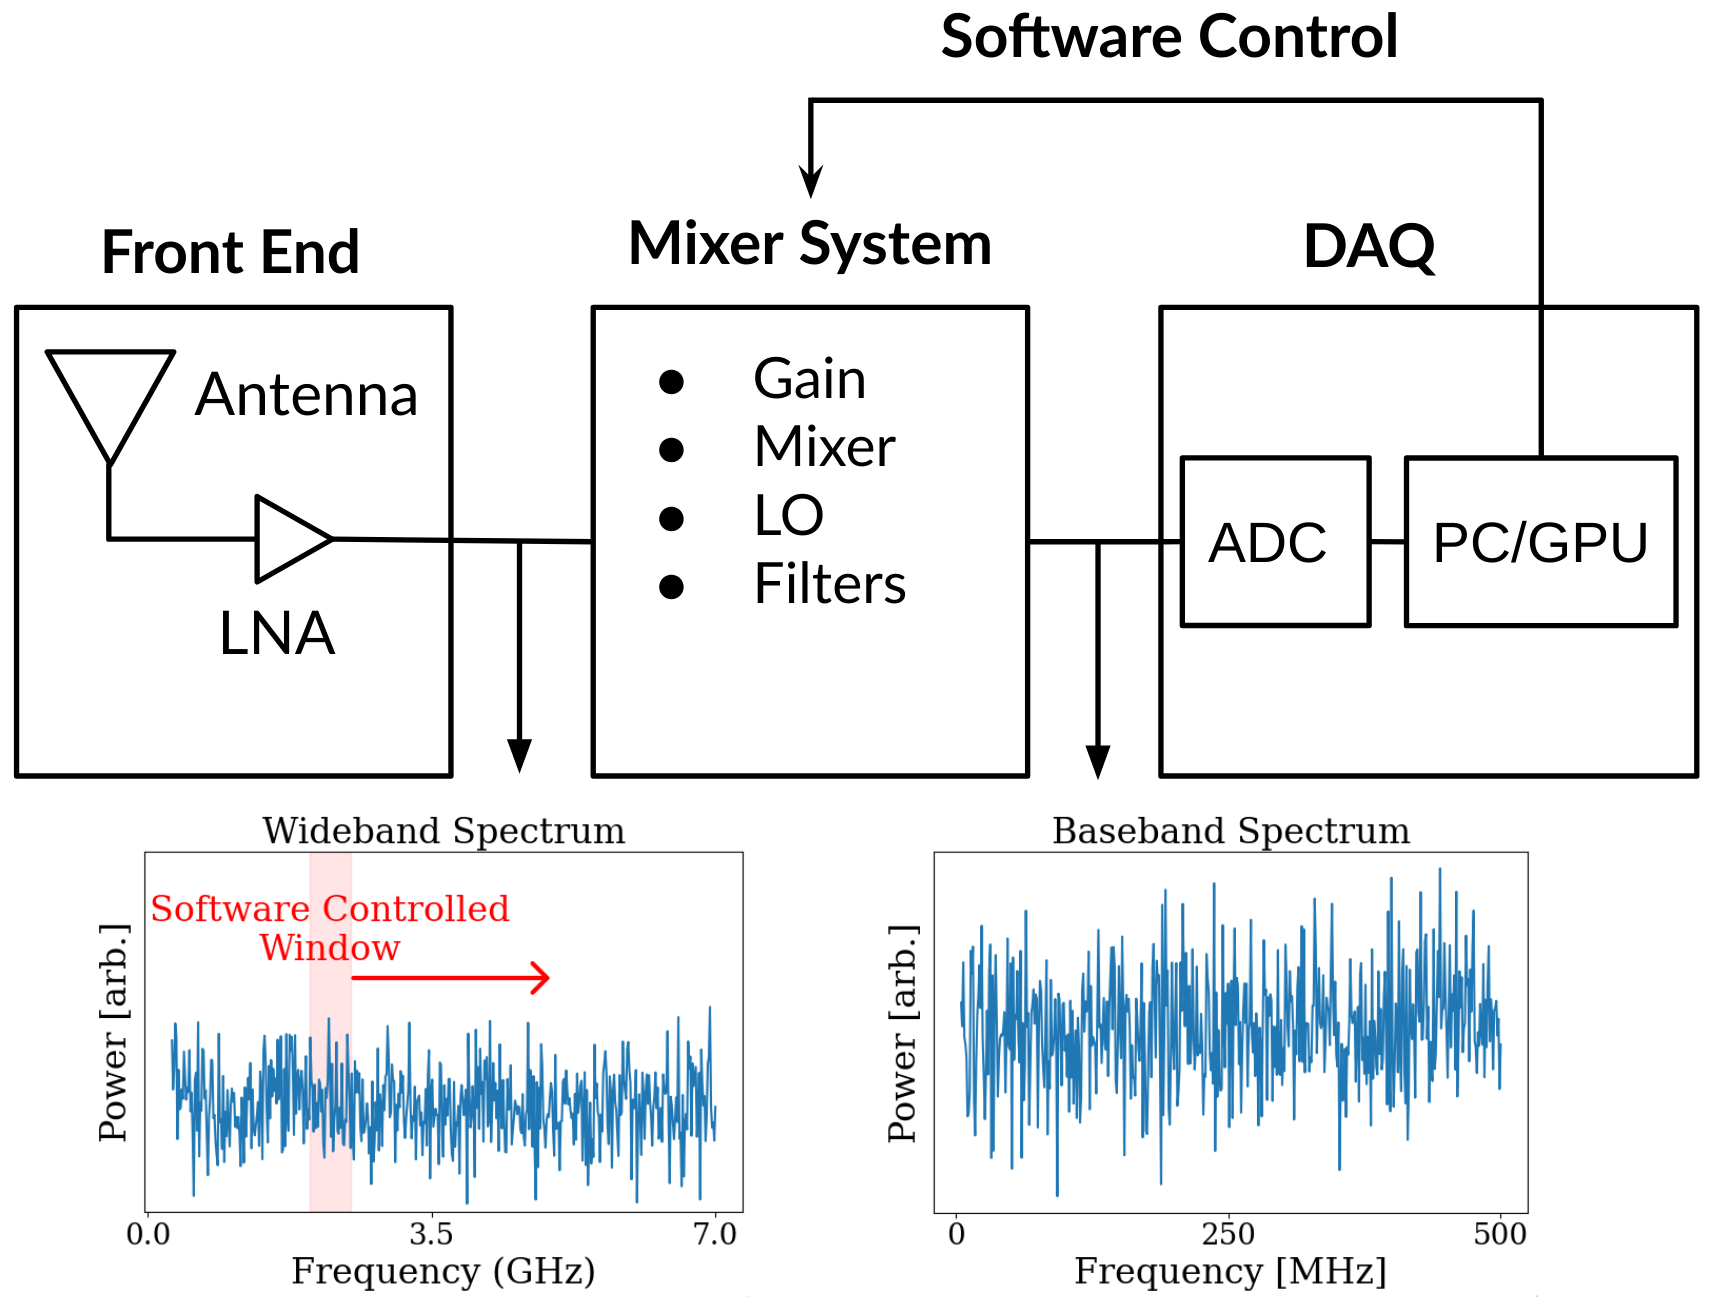 Software Control
Front End
Mixer System
DAQ
Antenna
LNA
● Gain
● Mixer
● LO
● Filters
ADC
PC/GPU
Wideband Spectrum
Software Controlled
Window
Power [arb.]
0.0 3.5 7.0
Frequency (GHz)
Baseband Spectrum
Power [arb.]
0 250 500
Frequency [MHz]